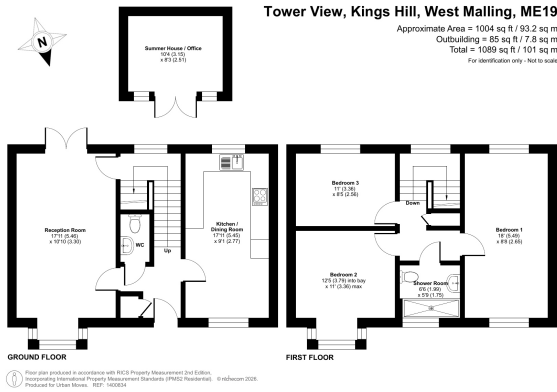 Tower View, Kings Hill, West Malling, ME19
Approximate Area = 1004 sq ft / 93.2 sq m
Outbuilding = 85 sq ft / 7.8 sq m
Total = 1089 sq ft / 101 sq m
For identification only - Not to scale
N
Summer House / Office
10'4 (3.15)
x 8'3 (2.51)
Reception Room
17'11 (5.46)
x 10'10 (3.30)
WC
Up
Kitchen /
Dining Room
17'11 (5.45)
x 9'1 (2.77)
GROUND FLOOR
Bedroom 3
11' (3.36)
x 8'5 (2.56)
Down
Bedroom 1
18' (5.49)
x 8'8 (2.65)
Bedroom 2
12'5 (3.79) into bay
x 11' (3.36) max
Shower Room
6'6 (1.99)
x 5'9 (1.75)
FIRST FLOOR
Floor plan produced in accordance with RICS Property Measurement 2nd Edition,
Incorporating International Property Measurement Standards (IPMS2 Residential). © nichecom 2026.
Produced for Urban Moves. REF: 1400834